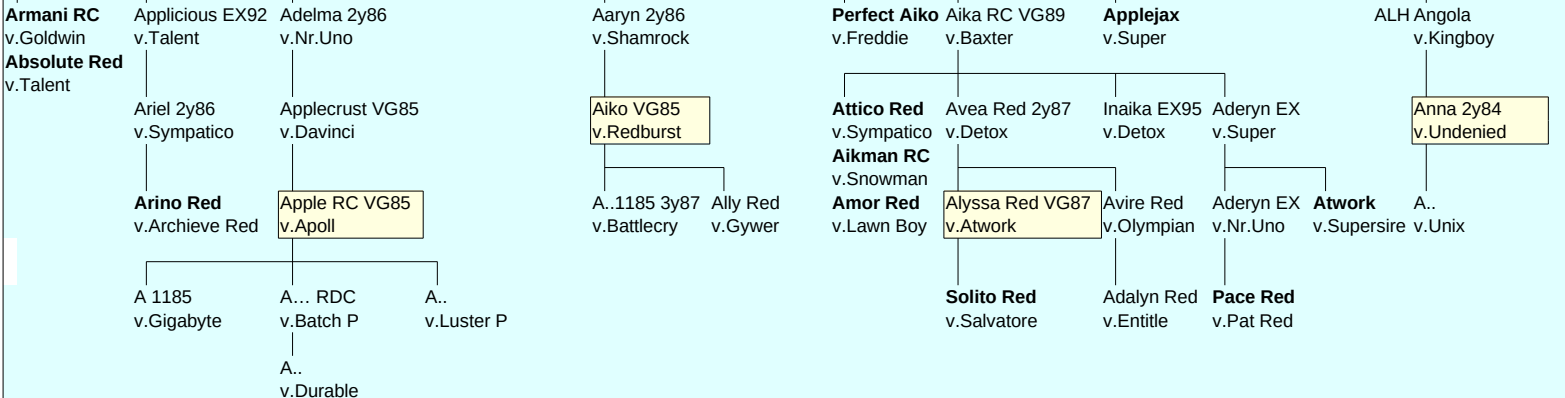 Armani RC Applicious EX92 Adelma 2y86 Aaryn 2y86 Perfect Aiko Aika RC VG89 Applejax ALH Angola
v.Goldwin v.Talent v.Nr.Uno v.Shamrock v.Freddie v.Baxter v.Super v.Kingboy
Absolute Red
v.Talent
Ariel 2y86 Applecrust VG85 Aiko VG85 Attico Red Avea Red 2y87 Inaika EX95 Aderyn EX Anna 2y84
v.Sympatico v.Davinci v.Redburst v.Sympatico v.Detox v.Detox v.Super v.Undenied
Aikman RC
v.Snowman
Arino Red Apple RC VG85 A..1185 3y87 Ally Red Amor Red Alyssa Red VG87 Avire Red Aderyn EX Atwork A..
v.Archieve Red v.Apoll v.Battlecry v.Gywer v.Lawn Boy v.Atwork v.Olympian v.Nr.Uno v.Supersire v.Unix
A 1185 A... RDC A.. Solito Red Adalyn Red Pace Red
v.Gigabyte v.Batch P v.Luster P v.Salvatore v.Entitle v.Pat Red
A..
v.Durable